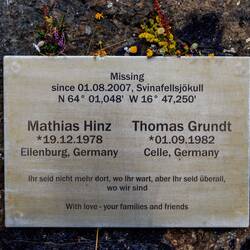 Missing
since 01.08.2007, Svinafellsjökull
N 64° 01,048' W 16° 47,250'
Mathias Hinz Thomas Grundt
*19.12.1978 *01.09.1982
Eilenburg, Germany Celle, Germany
Ihr seid nicht mehr dort, wo Ihr wart, aber Ihr seid überall,
wo wir sind
With love - your families and friends